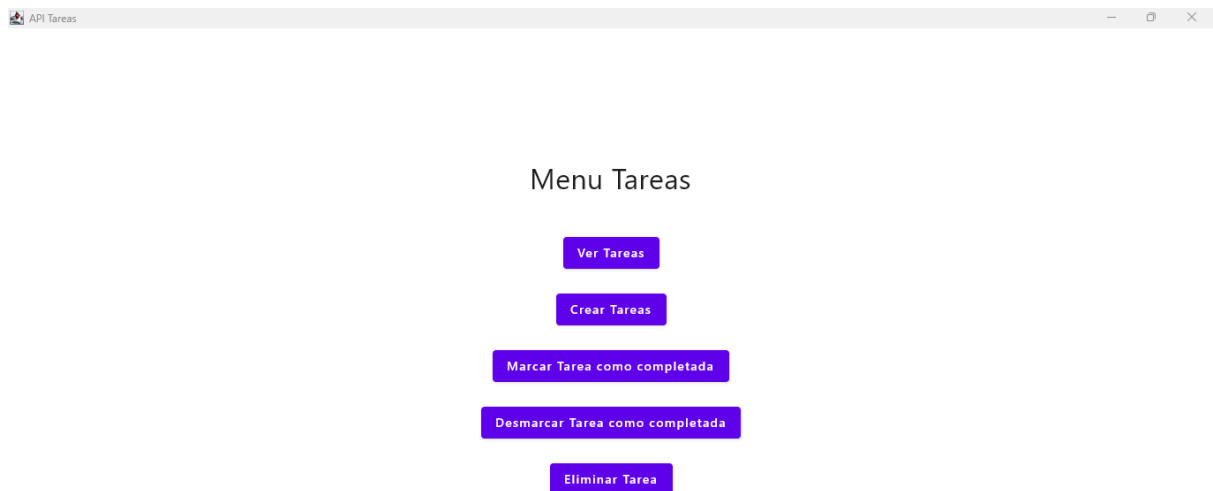 API Tareas
Menu Tareas
Ver Tareas
Crear Tareas
Marcar Tarea como completada
Desmarcar Tarea como completada
Eliminar Tarea